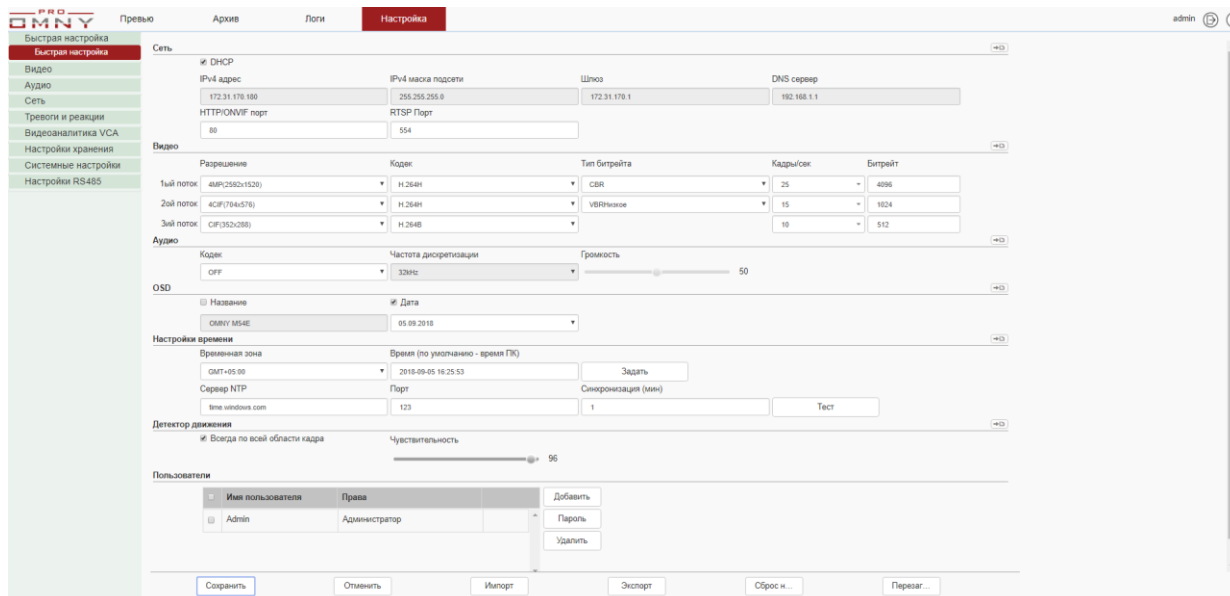 PRO
OMNY
Превью Архив Логи Настройка admin
Быстрая настройка
Быстрая настройка
Видео
Аудио
Сеть
Тревоги и реакции
Видеоаналитика VCA
Настройки хранения
Системные настройки
Настройки RS485
Сеть
DHCP
IPv4 адрес IPv4 маска подсети Шлюз DNS сервер
172.31.170.180 255.255.255.0 172.31.170.1 192.168.1.1
HTTP/ONVIF порт RTSP Порт
80 554
Видео
Разрешение Кодек Тип битрейта Кадры/сек Битрейт
1ый поток 4MP(2592x1520) H.264H CBR 25 4096
2ой поток 4CIF(704x576) H.264H VBRНизкое 15 1024
3ий поток CIF(352x288) H.264B 10 512
Аудио
Кодек Частота дискретизации Громкость
OFF 32kHz 50
OSD
Название Дата
OMNY M54E 05.09.2018
Настройки времени
Временная зона Время (по умолчанию - время ПК)
GMT+05:00 2018-09-05 16:25:53 Задать
Сервер NTP Порт Синхронизация (мин)
time.windows.com 123 1 Тест
Детектор движения
Всегда по всей области кадра Чувствительность
96
Пользователи
Имя пользователя Права Добавить
Admin Администратор Пароль
Удалить
Сохранить Отменить Импорт Экспорт Сброс н... Перезаг...